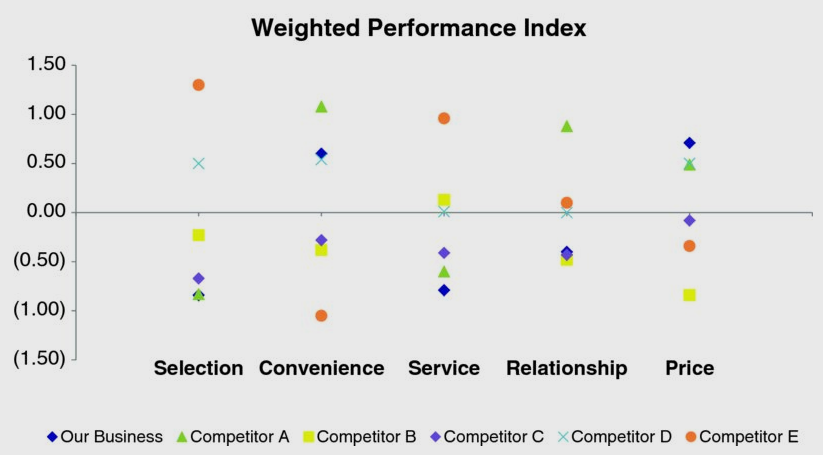 Weighted Performance Index
1.50
1.00
0.50
0.00
(0.50)
(1.00)
(1.50)
Selection Convenience Service Relationship Price
Our Business Competitor A Competitor B Competitor C Competitor D Competitor E